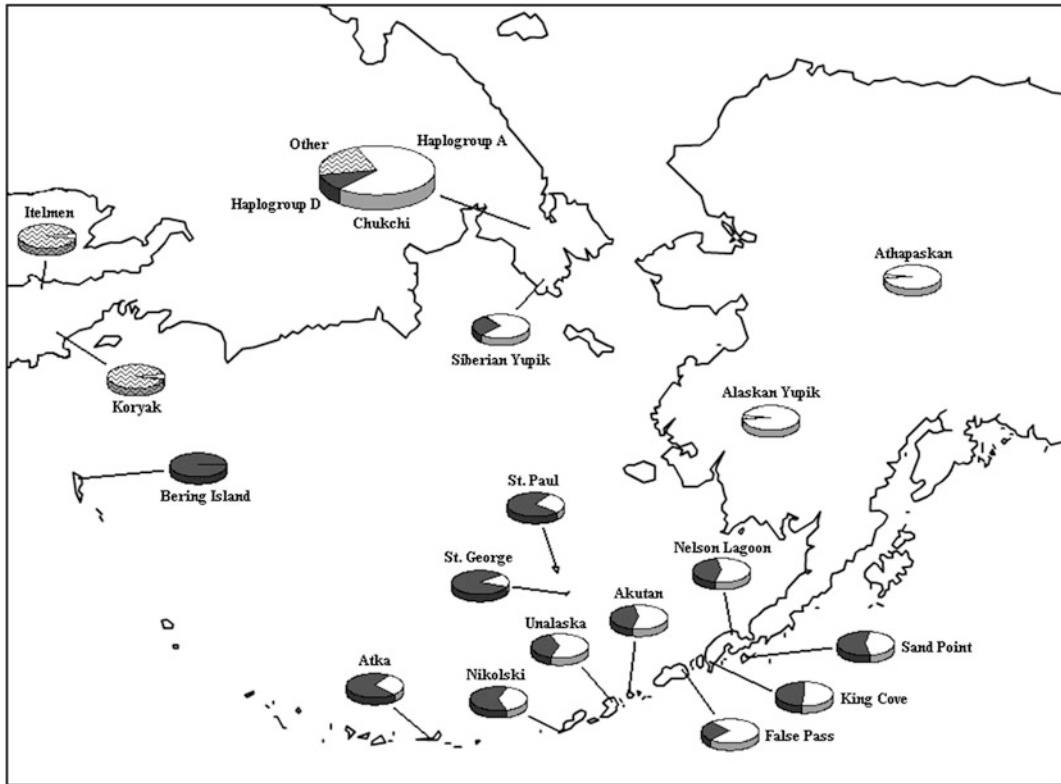 Other
Haplogroup A
Haplogroup D
Chukchi
Itelmen
Athapaskan
Siberian Yupik
Alaskan Yupik
Koryak
Bering Island
St. Paul
St. George
Nelson Lagoon
Akutan
Unalaska
Sand Point
Atka
Nikolski
King Cove
False Pass